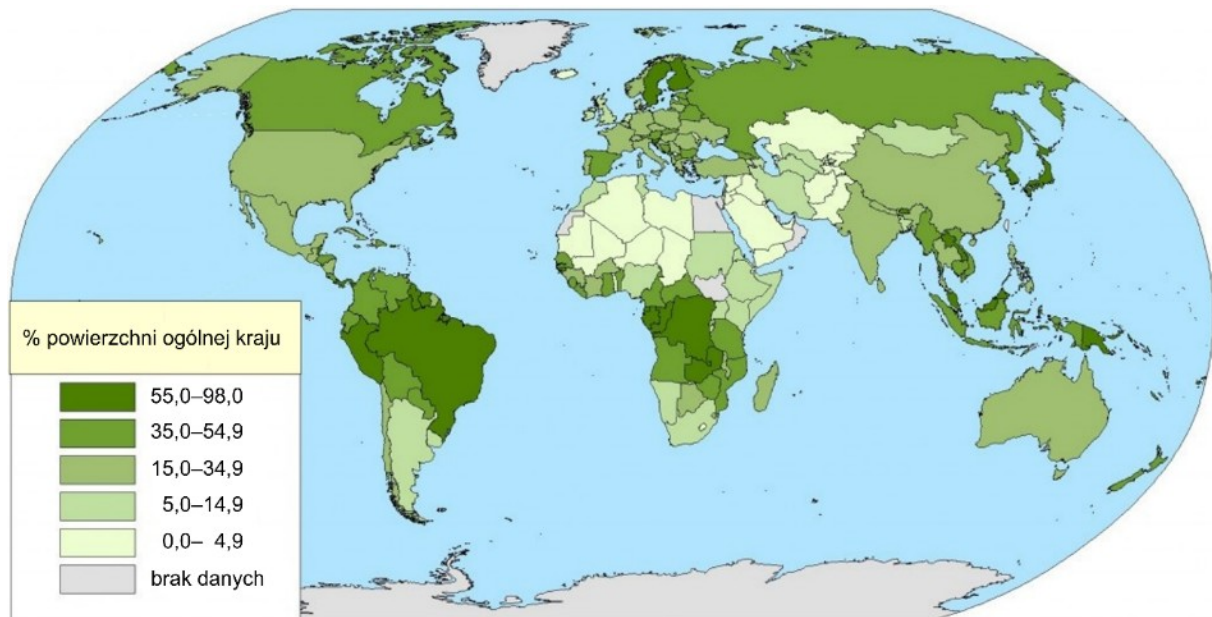 % powierzchni ogólnej kraju
55,0–98,0
35,0–54,9
15,0–34,9
5,0–14,9
0,0– 4,9
brak danych